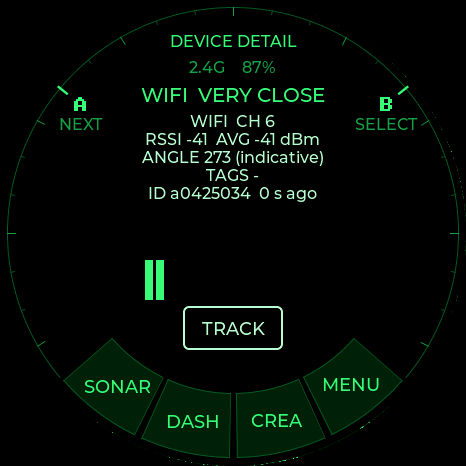 DEVICE DETAIL
2.4G 87%
WIFI VERY CLOSE
A
B
NEXT
SELECT
WIFI CH 6
RSSI -41 AVG -41 dBm
ANGLE 273 (indicative)
TAGS -
ID a0425034 0 s ago
TRACK
SONAR
DASH
CREA
MENU